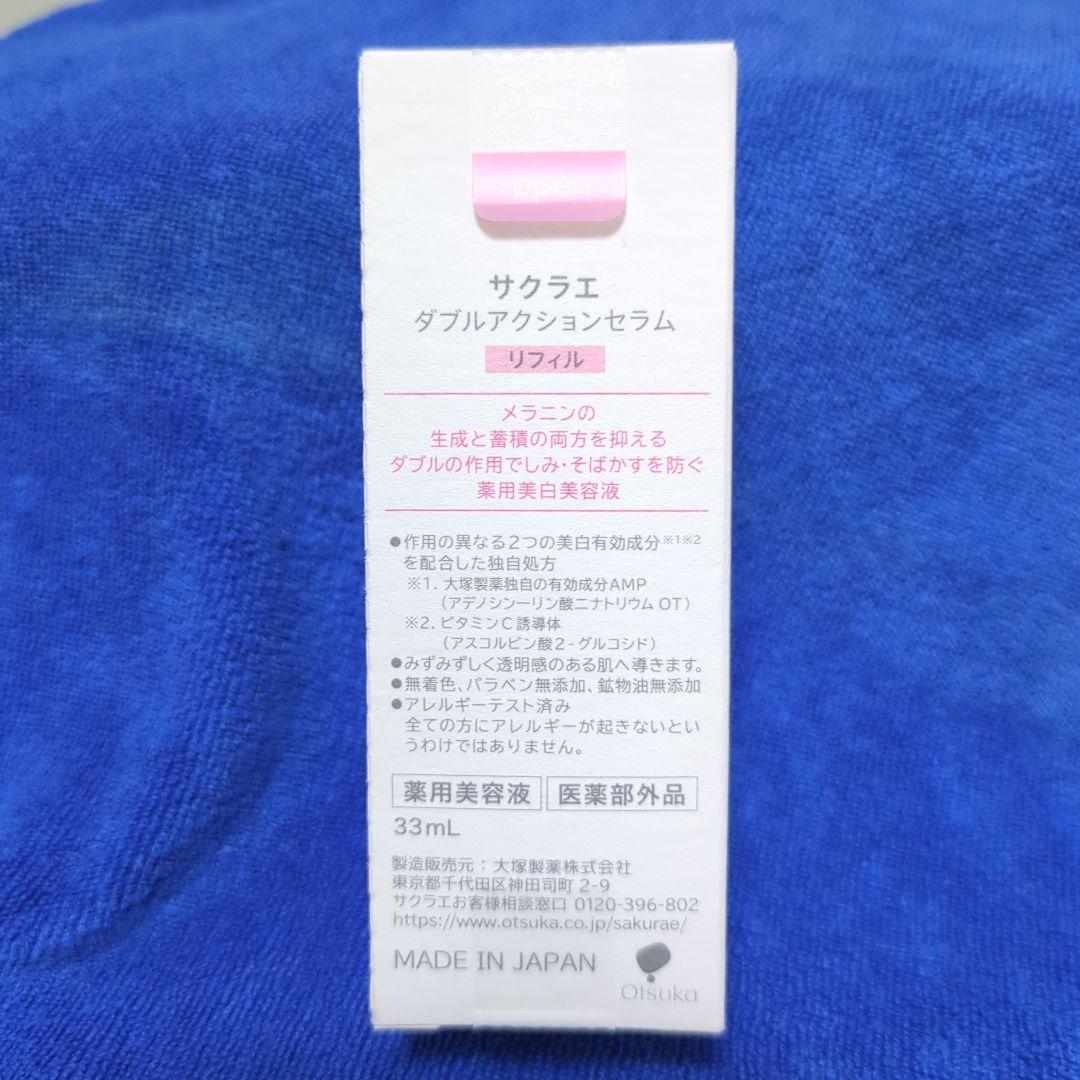 open
サクラエ
ダブルアクションセラム
リフィル
メラニンの
生成と蓄積の両方を抑える
ダブルの作用でしみ・そばかすを防ぐ
薬用美白美容液
●作用の異なる2つの美白有効成分※1※2
を配合した独自処方
※1. 大塚製薬独自の有効成分AMP
（アデノシン一リン酸二ナトリウム OT）
※2. ビタミンC誘導体
（アスコルビン酸2-グルコシド）
●みずみずしく透明感のある肌へ導きます。
●無着色、パラベン無添加、鉱物油無添加
●アレルギーテスト済み
全ての方にアレルギーが起きないとい
うわけではありません。
薬用美容液 医薬部外品
33mL
製造販売元：大塚製薬株式会社
東京都千代田区神田司町 2-9
サクラエお客様相談窓口 0120-396-802
https://www.otsuka.co.jp/sakurae/
MADE IN JAPAN
Otsuka